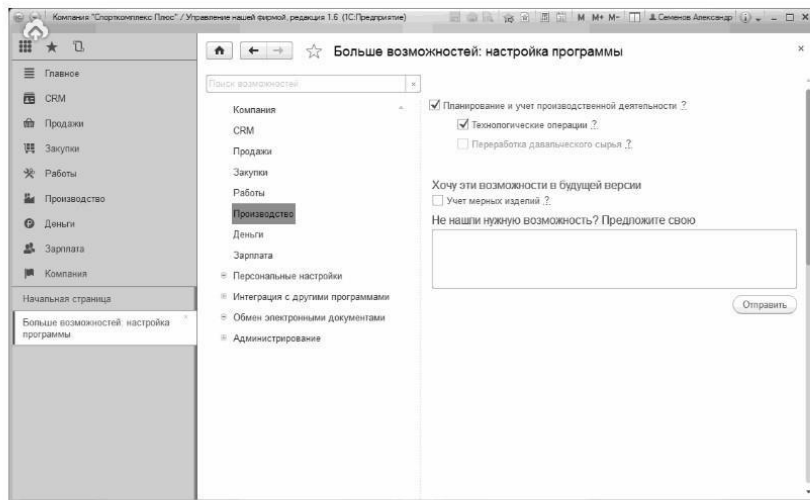 Компания "Спорткомплекс Плюс" / Управление нашей фирмой, редакция 1.6 (1С:Предприятие)
M M+ M- Семенов Александр
Больше возможностей: настройка программы
Главное
CRM
Продажи
Закупки
Работы
Производство
Деньги
Зарплата
Компания
Начальная страница
Больше возможностей: настройка
программы
Поиск возможностей
Компания
CRM
Продажи
Закупки
Работы
Производство
Деньги
Зарплата
Персональные настройки
Интеграция с другими программами
Обмен электронными документами
Администрирование
Планирование и учет производственной деятельности ?
Технологические операции ?
Переработка давальческого сырья ?
Хочу эти возможности в будущей версии
Учет мерных изделий ?
Не нашли нужную возможность? Предложите свою
Отправить